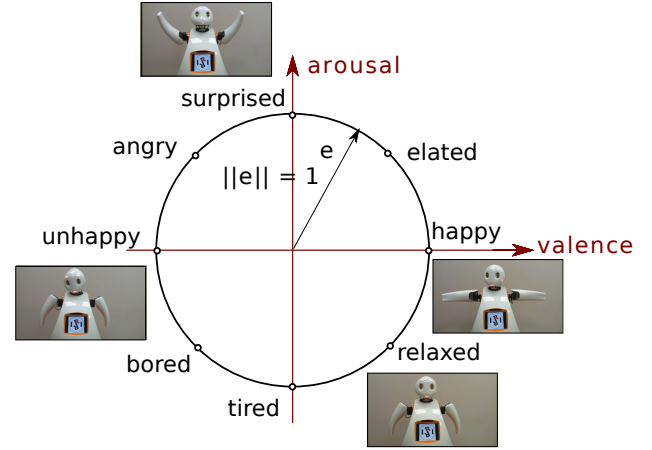 arousal
surprised
angry
e
elated
||e|| = 1
unhappy
happy
valence
bored
relaxed
tired